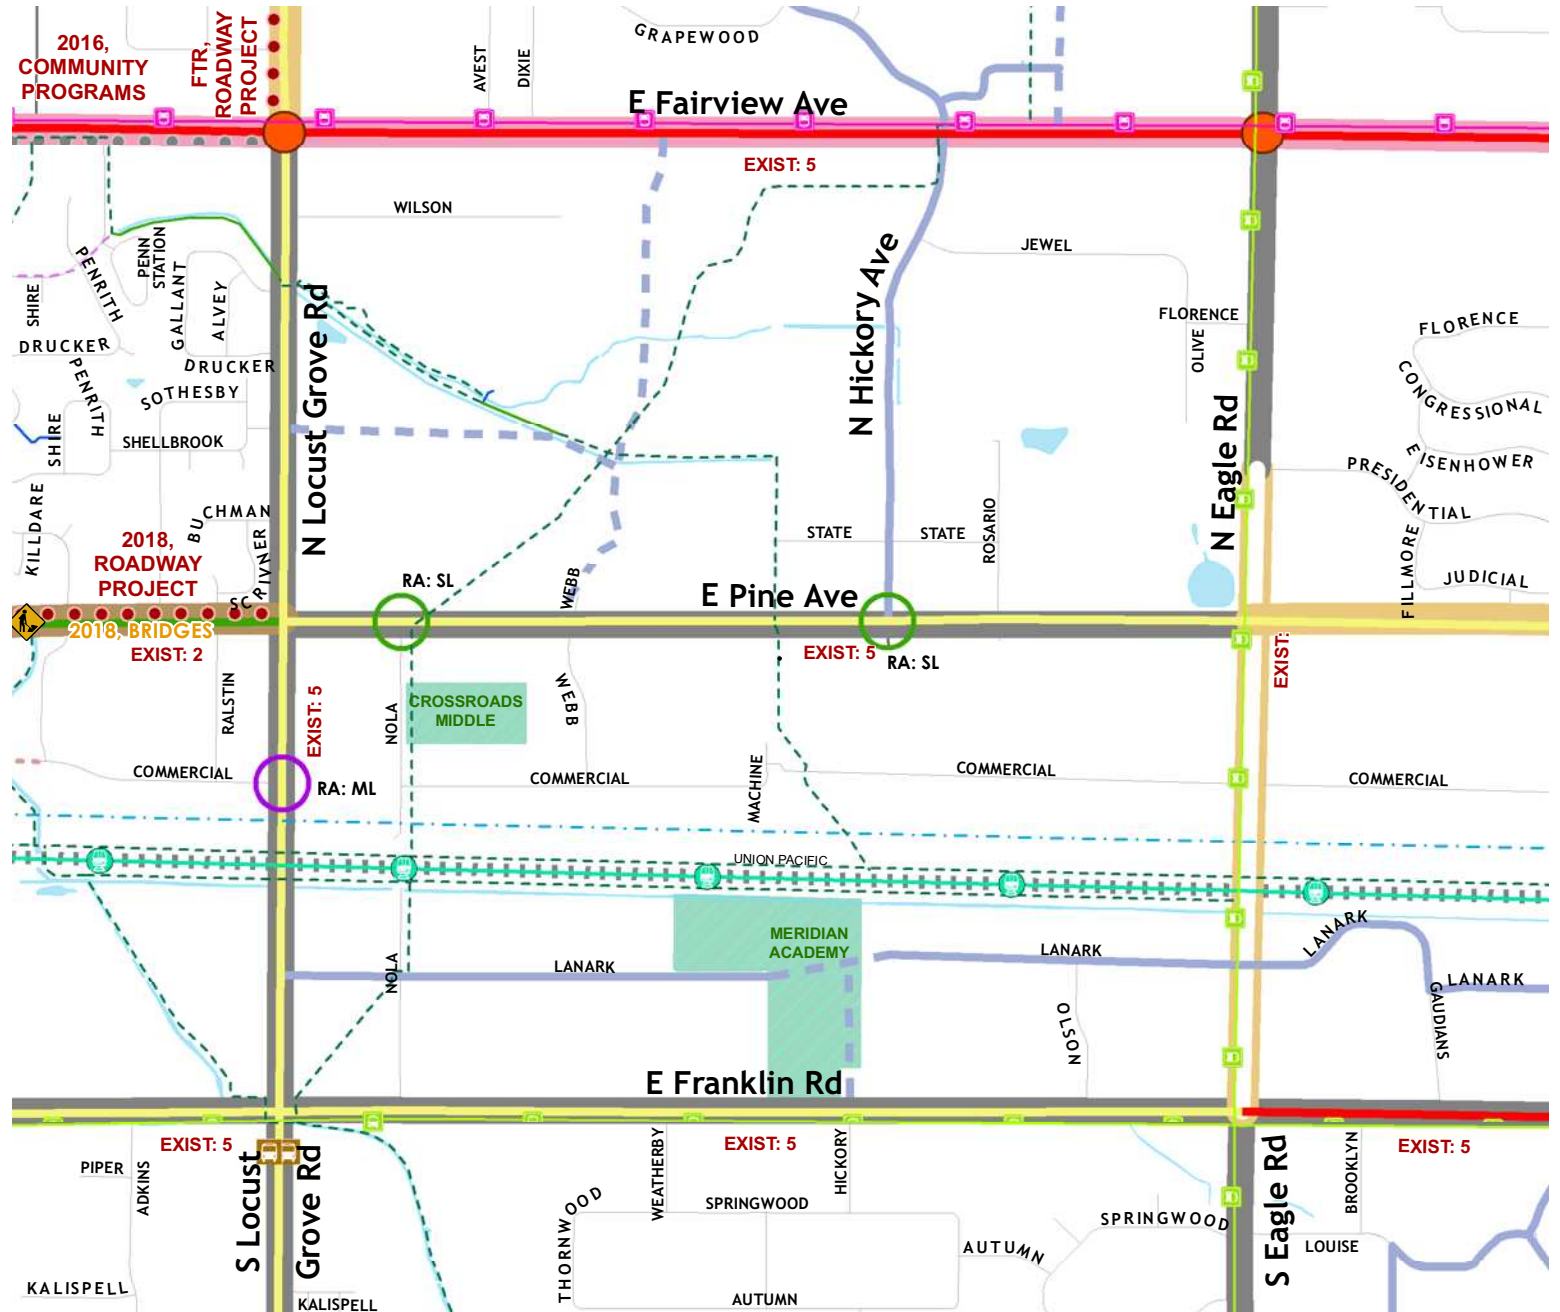 GRAPEWOOD
2016,
COMMUNITY
PROGRAMS
FTR,
ROADWAY
PROJECT
AVEST
DIXIE
E Fairview Ave
EXIST: 5
WILSON
PENN
STATION
PENRITH
GALLANT
ALVEY
SHIRE
DRUCKER
DRUCKER
PENRITH
SOTHESBY
SHIRE
SHELLBROOK
N Locust Grove Rd
N Hickory Ave
JEWEL
FLORENCE
OLIVE
FLORENCE
CONGRESSIONAL
EISENHOWER
PRESIDENTIAL
N Eagle Rd
KILLDARE
BUCHMAN
SCRIVNER
2018,
ROADWAY
PROJECT
2018, BRIDGES
EXIST: 2
RA: SL
WEBB
STATE
STATE
ROSARIO
E Pine Ave
EXIST: 5
RA: SL
FILLMORE
JUDICIAL
EXIST:
RALSTIN
EXIST: 5
NOLA
CROSSROADS
MIDDLE
WEBB
COMMERCIAL
RA: ML
COMMERCIAL
MACHINE
COMMERCIAL
COMMERCIAL
UNION PACIFIC
MERIDIAN
ACADEMY
NOLA
LANARK
LANARK
LANARK
LANARK
OLSON
GAUDIANS
E Franklin Rd
EXIST: 5
EXIST: 5
EXIST: 5
PIPER
ADKINS
S Locust
Grove Rd
WEATHERBY
HICKORY
THORNWOOD
SPRINGWOOD
SPRINGWOOD
S Eagle Rd
BROOKLYN
LOUISE
AUTUMN
AUTUMN
KALISPELL
KALISPELL